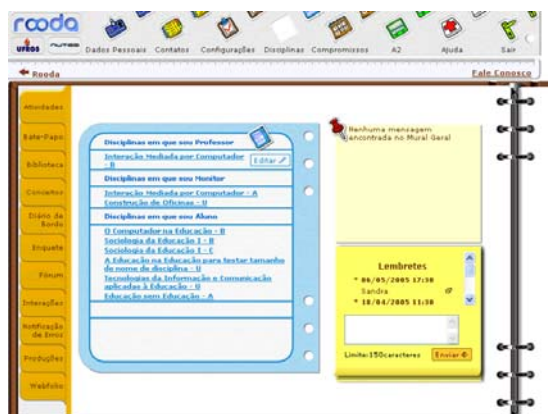 rooda
UFRGS nuted
Dados Pessoais Contatos Configurações Disciplinas Compromissos A2 Ajuda Sair
Rooda
Fale Conosco
Atividades
Bate-Papo
Biblioteca
Conceitos
Diário de
Bordo
Enquete
Fórum
Interações
Notificação
de Erros
Produções
Webfolio
Disciplinas em que sou Professor
Interação Mediada por Computador
- B
Editar
Disciplinas em que sou Monitor
Interação Mediada por Computador - A
Construção de Oficinas - U
Disciplinas em que sou Aluno
O Computador na Educação - B
Sociologia da Educação I - B
Sociologia da Educação I - C
A Educação na Educação para testar tamanho
de nome de disciplina - U
Tecnologias da Informação e Comunicação
aplicadas à Educação - U
Educação sem Educação - A
Nenhuma mensagem
encontrada no Mural Geral
Lembretes
* 06/05/2005 17:30
Sandra
* 18/04/2005 11:30
Limite:150caracteres
Enviar